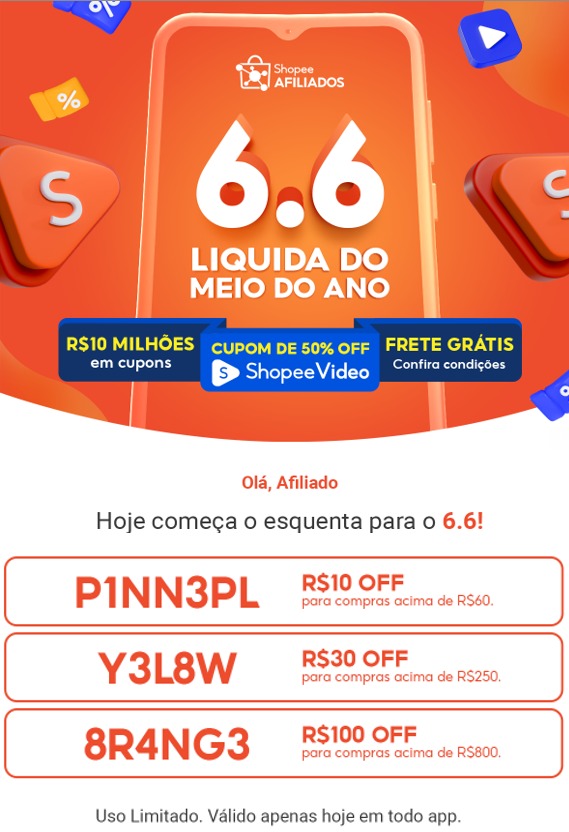 Shopee
AFILIADOS
6.6
LIQUIDA DO
MEIO DO ANO
R$10 MILHÕES
em cupons
CUPOM DE 50% OFF
S ShopeeVideo
FRETE GRÁTIS
Confira condições
Olá, Afiliado
Hoje começa o esquenta para o 6.6!
P1NN3PL
R$10 OFF
para compras acima de R$60.
Y3L8W
R$30 OFF
para compras acima de R$250.
8R4NG3
R$100 OFF
para compras acima de R$800.
Uso Limitado. Válido apenas hoje em todo app.